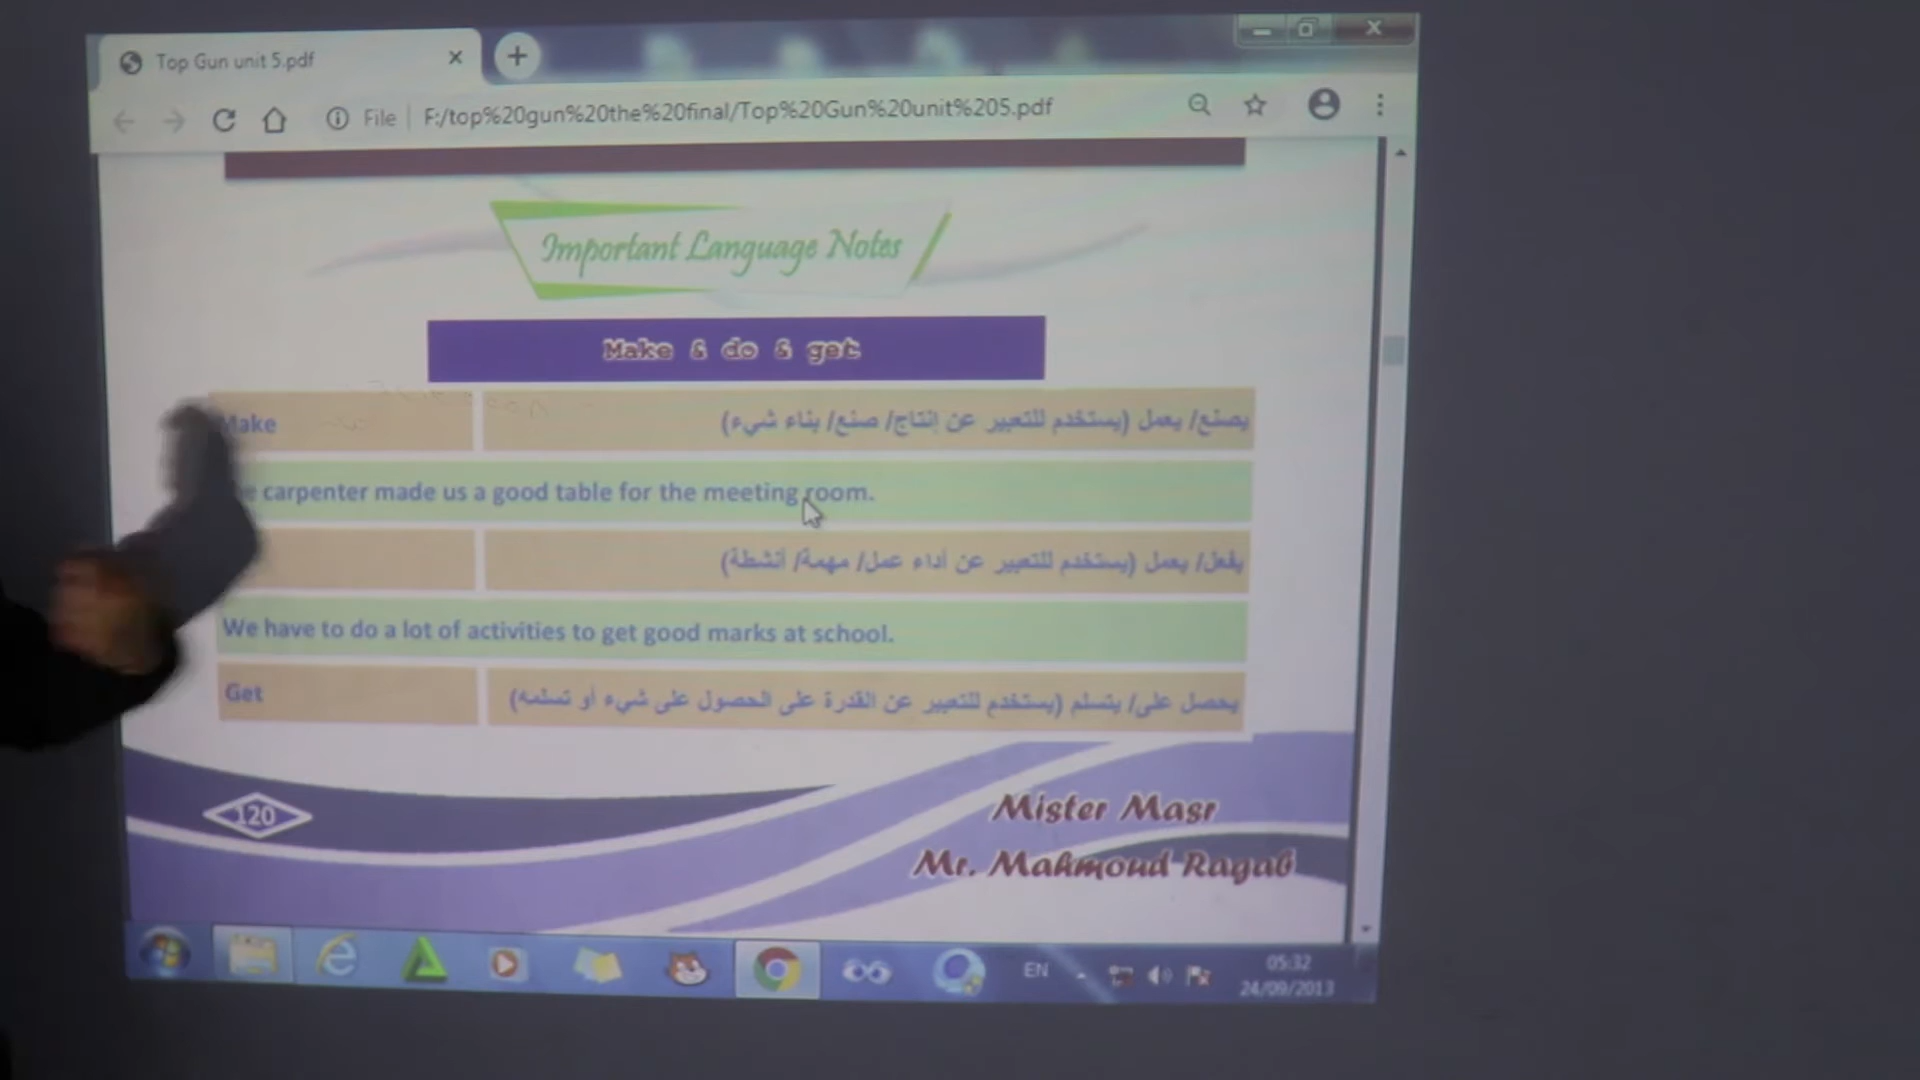 Top Gun unit 5.pdf
File F:/top%20gun%20the%20final/Top%20Gun%20unit%205.pdf
Important Language Notes
Make & do & get
Make يصنع/ يعمل (يستخدم للتعبير عن إنتاج/ صنع/ بناء شيء)
carpenter made us a good table for the meeting room.
يفعل/ يعمل (يستخدم للتعبير عن أداء عمل/ مهمة/ أنشطة)
We have to do a lot of activities to get good marks at school.
Get يحصل على/ يتسلم (يستخدم للتعبير عن القدرة على الحصول على شيء أو تسلمه)
120
Mister Masr
Mr. Mahmoud Ragab
EN
05:32
24/09/2013